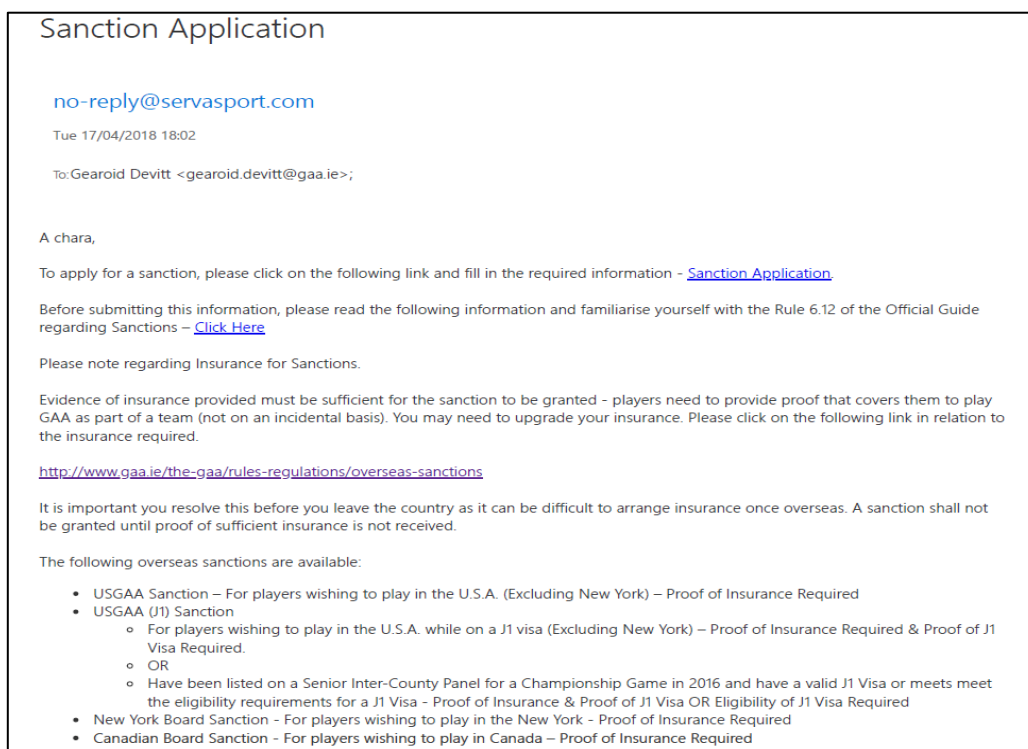 Sanction Application
no-reply@servasport.com
Tue 17/04/2018 18:02
To: Gearoid Devitt <gearoid.devitt@gaa.ie>;
A chara,
To apply for a sanction, please click on the following link and fill in the required information - Sanction Application.
Before submitting this information, please read the following information and familiarise yourself with the Rule 6.12 of the Official Guide
regarding Sanctions – Click Here
Please note regarding Insurance for Sanctions.
Evidence of insurance provided must be sufficient for the sanction to be granted - players need to provide proof that covers them to play
GAA as part of a team (not on an incidental basis). You may need to upgrade your insurance. Please click on the following link in relation to
the insurance required.
http://www.gaa.ie/the-gaa/rules-regulations/overseas-sanctions
It is important you resolve this before you leave the country as it can be difficult to arrange insurance once overseas. A sanction shall not
be granted until proof of sufficient insurance is not received.
The following overseas sanctions are available:
• USGAA Sanction – For players wishing to play in the U.S.A. (Excluding New York) – Proof of Insurance Required
• USGAA (J1) Sanction
o For players wishing to play in the U.S.A. while on a J1 visa (Excluding New York) – Proof of Insurance Required & Proof of J1
Visa Required.
o OR
o Have been listed on a Senior Inter-County Panel for a Championship Game in 2016 and have a valid J1 Visa or meets meet
the eligibility requirements for a J1 Visa - Proof of Insurance & Proof of J1 Visa OR Eligibility of J1 Visa Required
• New York Board Sanction - For players wishing to play in the New York - Proof of Insurance Required
• Canadian Board Sanction - For players wishing to play in Canada – Proof of Insurance Required